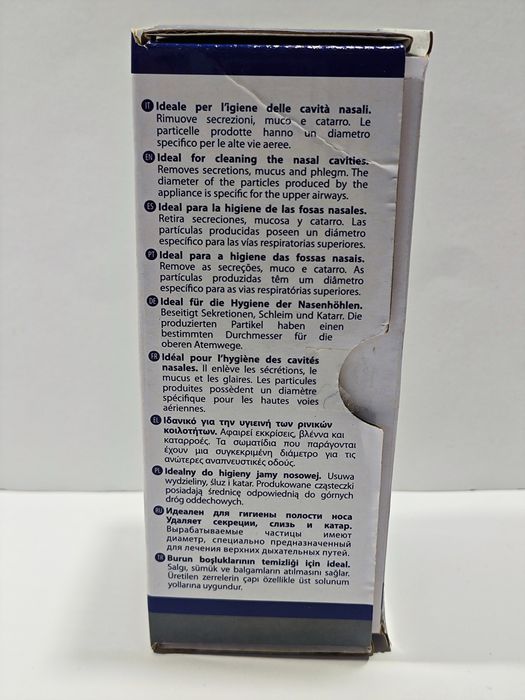 IT Ideale per l'igiene delle cavità nasali.
Rimuove secrezioni, muco e catarro. Le
particelle prodotte hanno un diametro
specifico per le alte vie aeree.
EN Ideal for cleaning the nasal cavities.
Removes secretions, mucus and phlegm. The
diameter of the particles produced by the
appliance is specific for the upper airways.
ES Ideal para la higiene de las fosas nasales.
Retira secreciones, mucosa y catarro. Las
partículas producidas poseen un diámetro
específico para las vías respiratorias superiores.
PT Ideal para a higiene das fossas nasais.
Remove as secreções, muco e catarro. As
partículas produzidas têm um diâmetro
específico para as vias respiratórias superiores.
DE Ideal für die Hygiene der Nasenhöhlen.
Beseitigt Sekretionen, Schleim und Katarr. Die
produzierten Partikel haben einen
bestimmten Durchmesser für die
oberen Atemwege.
FR Idéal pour l'hygiène des cavités
nasales. Il enlève les sécrétions, le
mucus et les glaires. Les particules
produites possèdent un diamètre
spécifique pour les hautes voies
aériennes.
EL Ιδανικό για την υγιεινή των ρινικών
κοιλοτήτων. Αφαιρεί εκκρίσεις, βλέννα και
καταρροές. Τα σωματίδια που παράγονται
έχουν μια συγκεκριμένη διάμετρο για τις
ανώτερες αναπνευστικές οδούς.
PL Idealny do higieny jamy nosowej. Usuwa
wydzieliny, śluz i katar. Produkowane cząsteczki
posiadają średnicę odpowiednią do górnych
dróg oddechowych.
RU Идеален для гигиены полости носа
Удаляет секреции, слизь и катар.
Вырабатываемые частицы имеют
диаметр, специально предназначенный
для лечения верхних дыхательных путей.
TR Burun boşluklarının temizliği için ideal.
Salgı, sümük ve balgamların atılmasını sağlar.
Üretilen zerrelerin çapı özellikle üst solunum
yollarına uygundur.